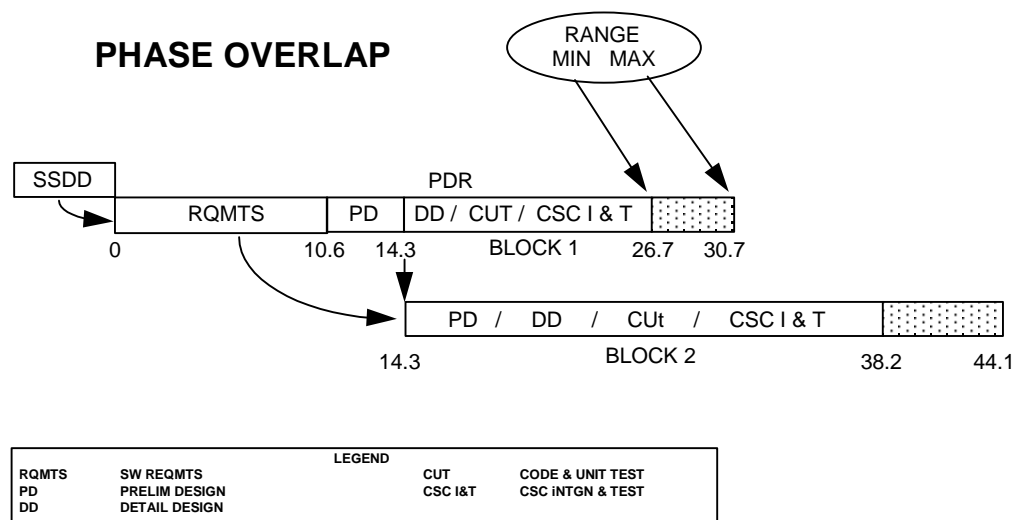 PHASE OVERLAP
RANGE
MIN MAX
SSDD
PDR
RQMTS PD DD / CUT / CSC I & T
0 10.6 14.3 BLOCK 1 26.7 30.7
PD / DD / CUt / CSC I & T
14.3 BLOCK 2 38.2 44.1
LEGEND
RQMTS SW REQMTS CUT CODE & UNIT TEST
PD PRELIM DESIGN CSC I&T CSC iNTGN & TEST
DD DETAIL DESIGN